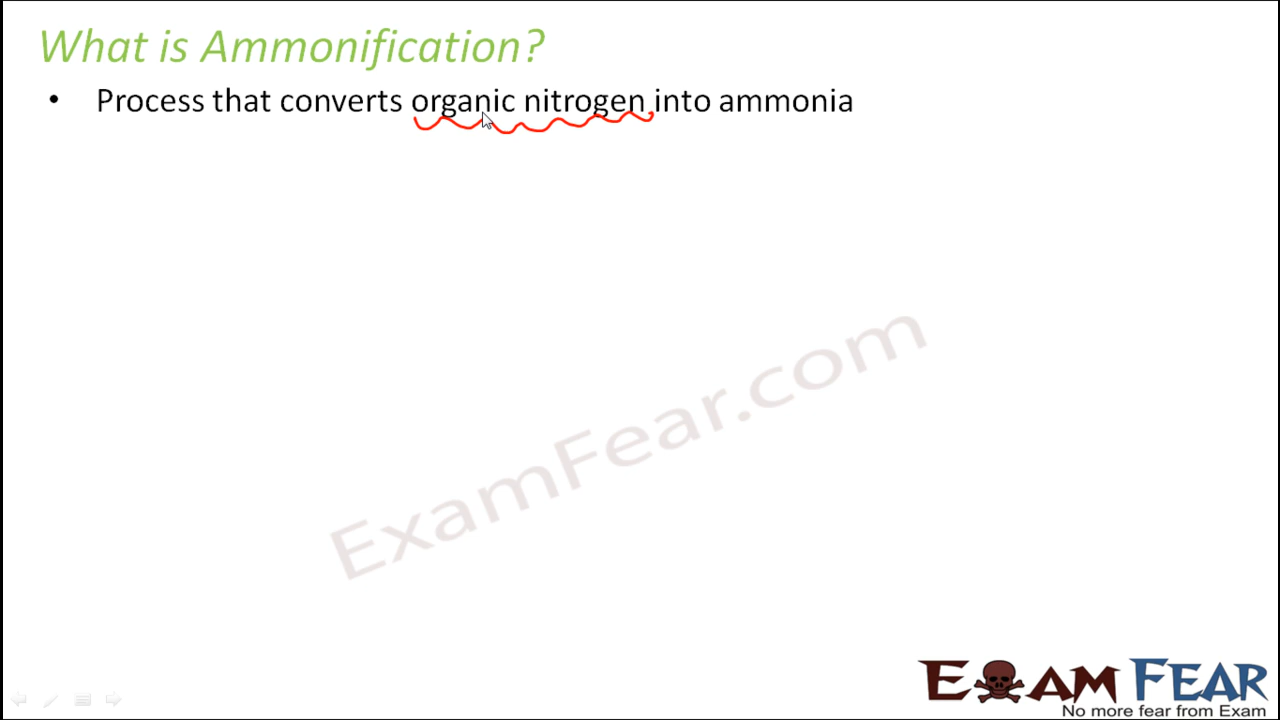 What is Ammonification?
• Process that converts organic nitrogen into ammonia
ExamFear.com
EXAM FEAR
No more fear from Exam